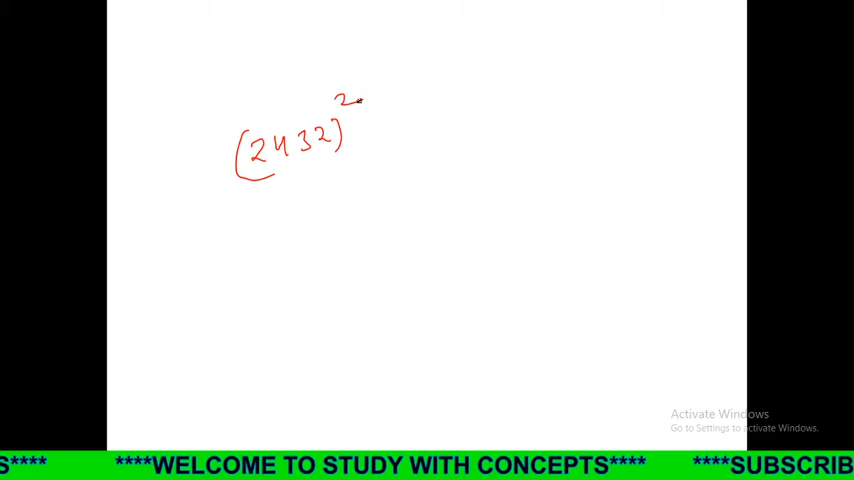 (2432)²
Activate Windows
Go to Settings to activate Windows.
S**** ****WELCOME TO STUDY WITH CONCEPTS**** ****SUBSCRIB